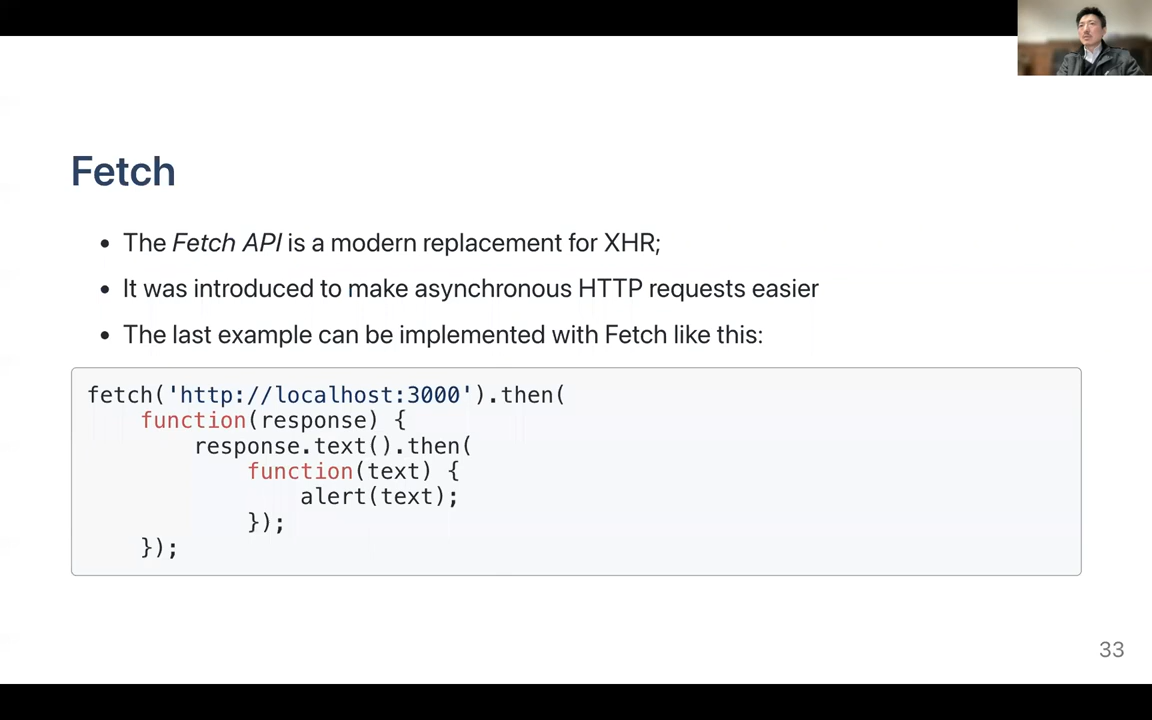 Fetch
• The Fetch API is a modern replacement for XHR;
• It was introduced to make asynchronous HTTP requests easier
• The last example can be implemented with Fetch like this:
fetch('http://localhost:3000').then(
    function(response) {
        response.text().then(
            function(text) {
                alert(text);
            });
    });
33